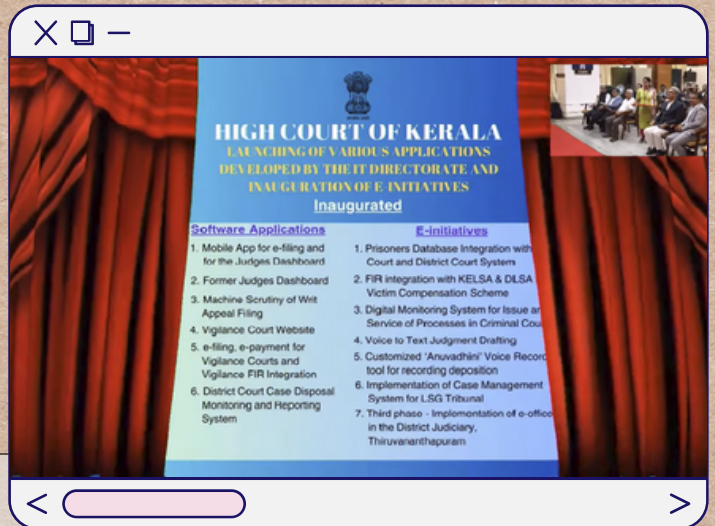 HIGH COURT OF KERALA
LAUNCHING OF VARIOUS APPLICATIONS
DEVELOPED BY THE IT DIRECTORATE AND
INAUGURATION OF E-INITIATIVES
Inaugurated
Software Applications
1. Mobile App for e-filing and
for the Judges Dashboard
2. Former Judges Dashboard
3. Machine Scrutiny of Writ
Appeal Filing
4. Vigilance Court Website
5. e-filing, e-payment for
Vigilance Courts and
Vigilance FIR Integration
6. District Court Case Disposal
Monitoring and Reporting
System
E-initiatives
1. Prisoners Database Integration with
Court and District Court System
2. FIR integration with KELSA & DLSA
Victim Compensation Scheme
3. Digital Monitoring System for Issue an
Service of Processes in Criminal Cou
4. Voice to Text Judgment Drafting
5. Customized ‘Anuvadhini’ Voice Record
tool for recording deposition
6. Implementation of Case Management
System for LSG Tribunal
7. Third phase - Implementation of e-office
in the District Judiciary,
Thiruvananthapuram